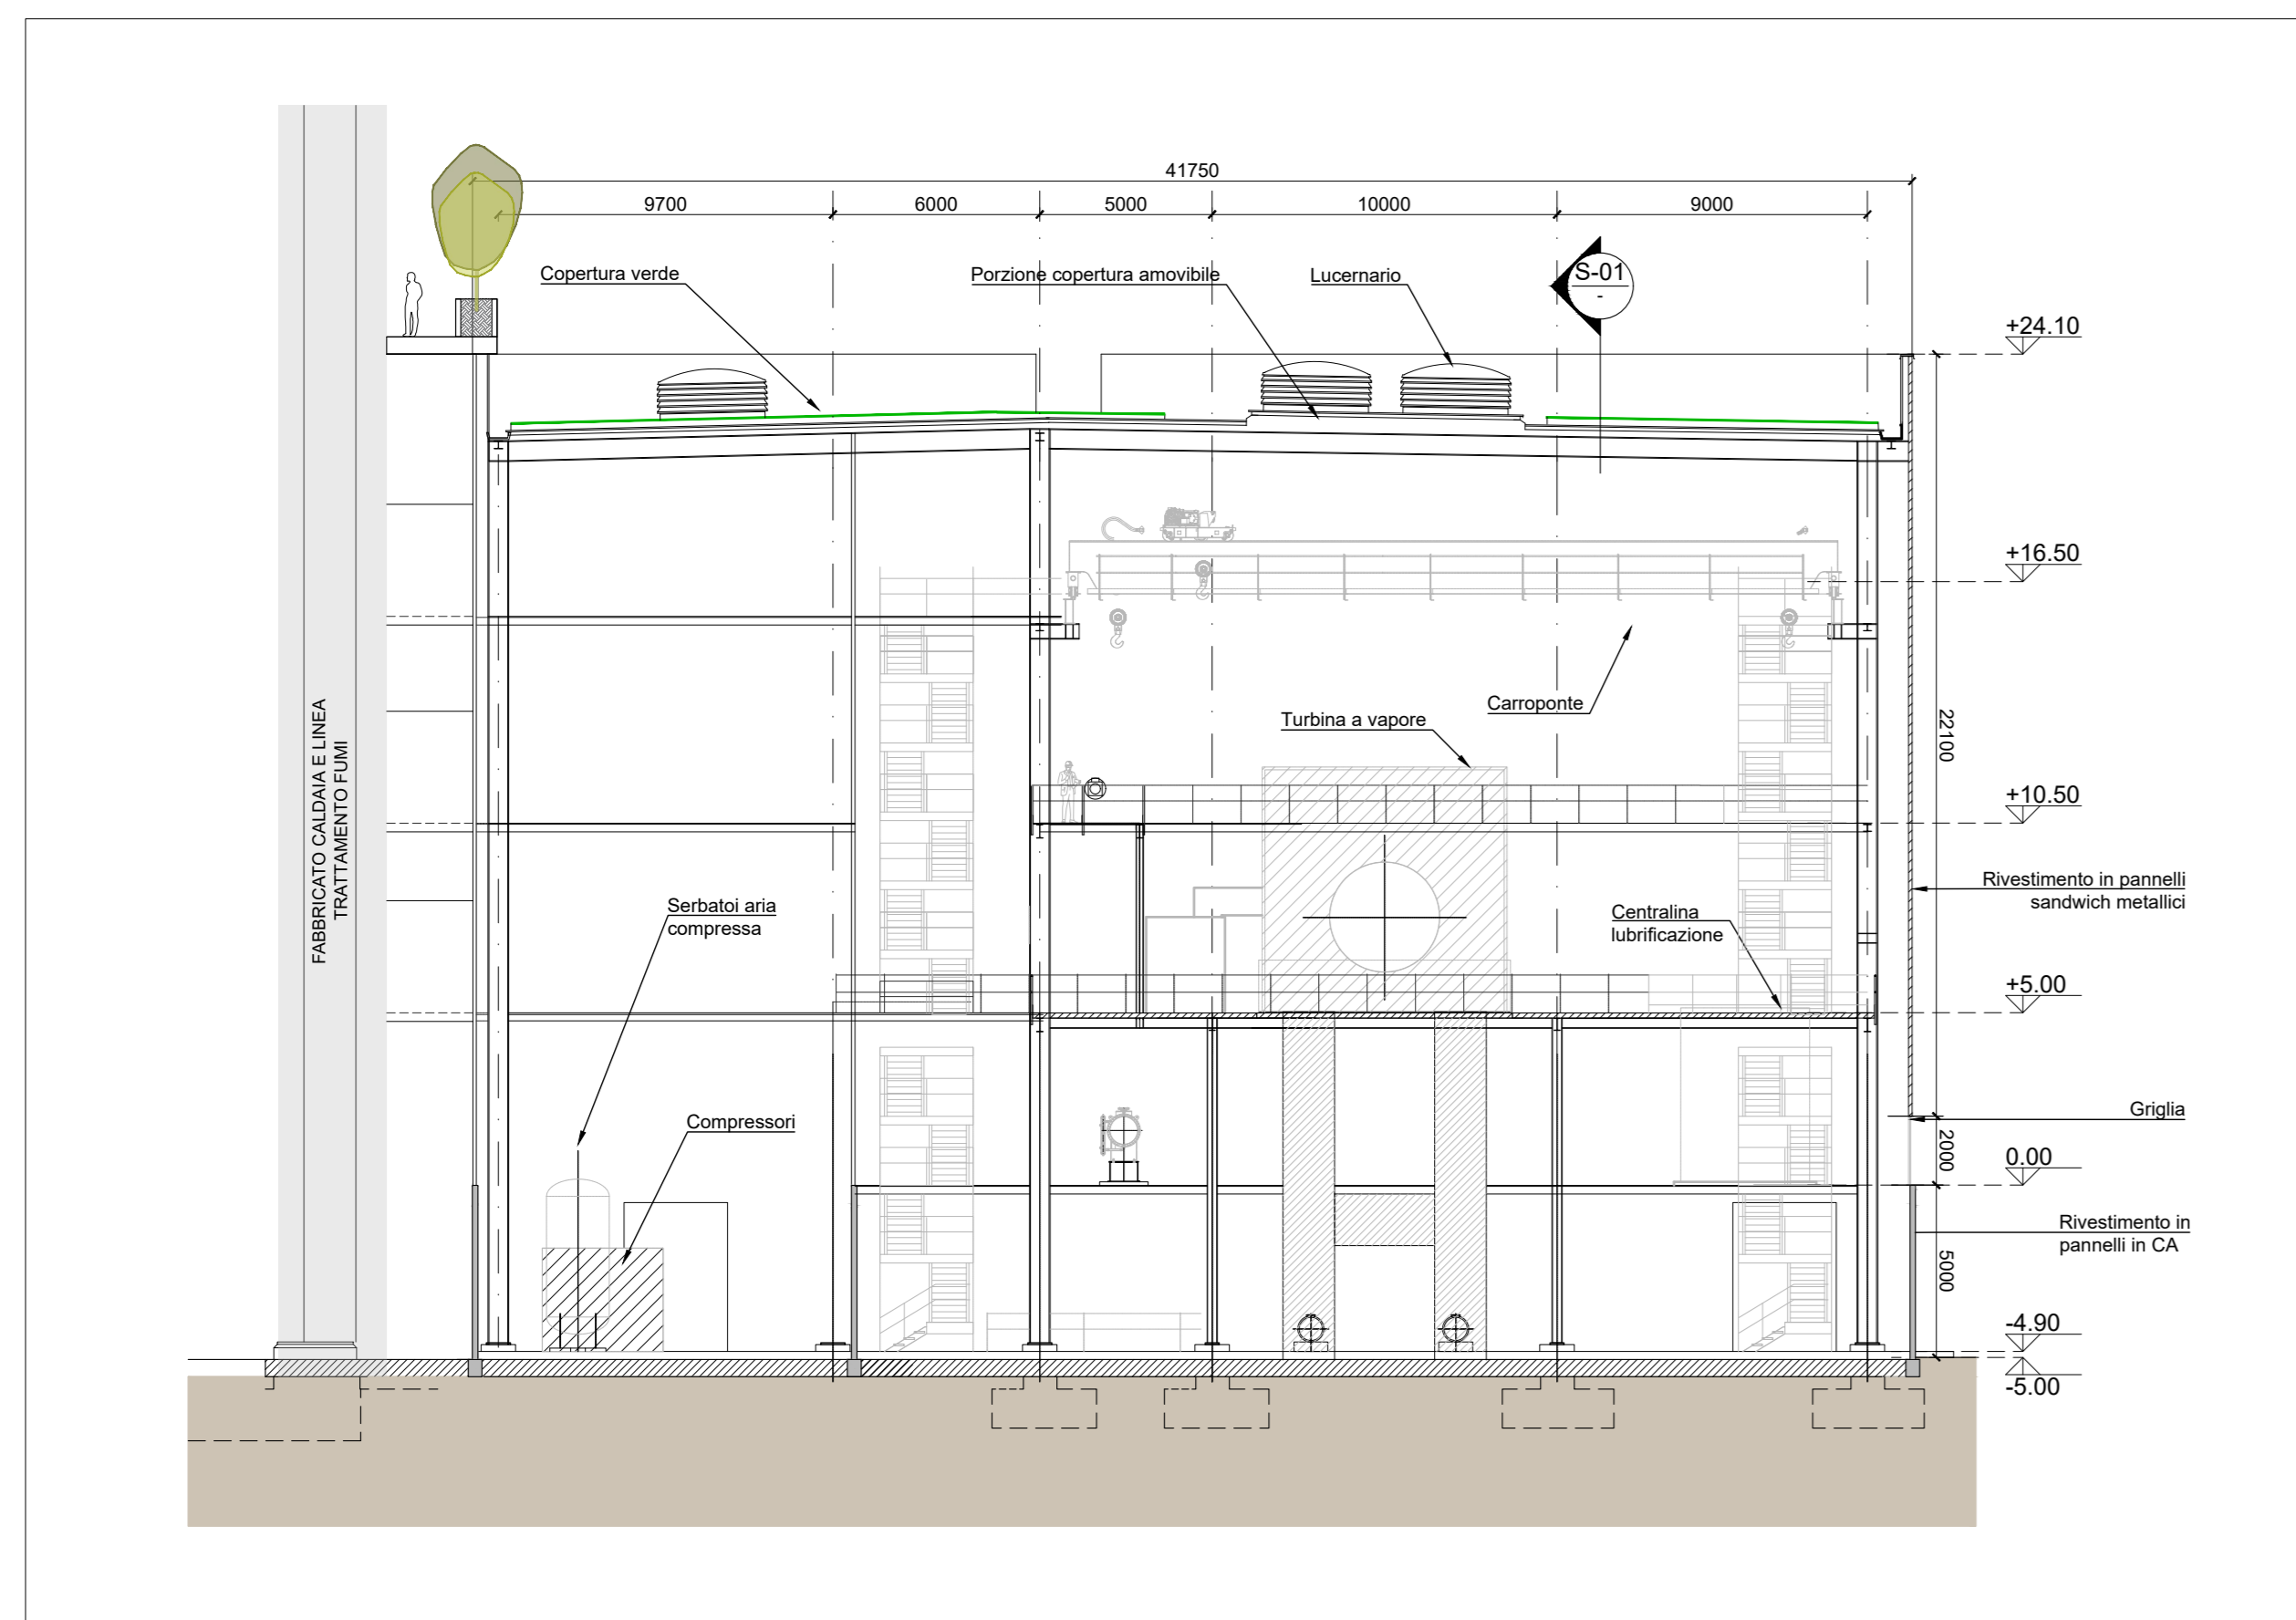 41750
9700
6000
5000
10000
9000
Copertura verde
Porzione copertura amovibile
Lucernario
S-01
-
+24.10
+16.50
Carroponte
Turbina a vapore
22100
+10.50
FABBRICATO CALDAIA E LINEA
TRATTAMENTO FUMI
Rivestimento in pannelli
sandwich metallici
Serbatoi aria
compressa
Centralina
lubrificazione
+5.00
Compressori
Griglia
2000
0.00
Rivestimento in
pannelli in CA
5000
-4.90
-5.00